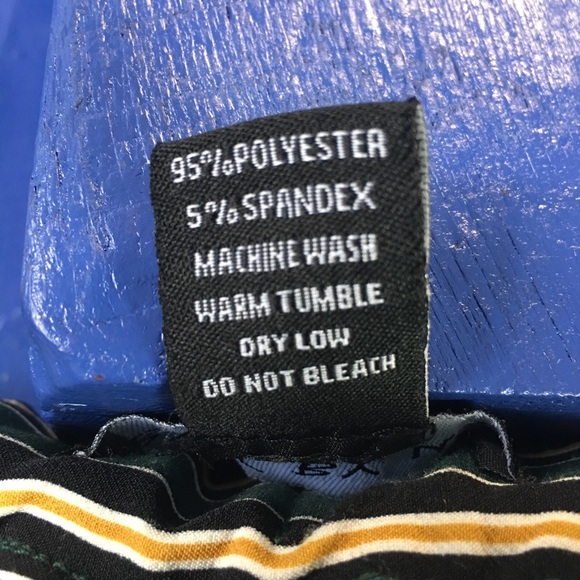 95%POLYESTER
5%SPANDEX
MACHINE WASH
WARM TUMBLE
DRY LOW
DO NOT BLEACH